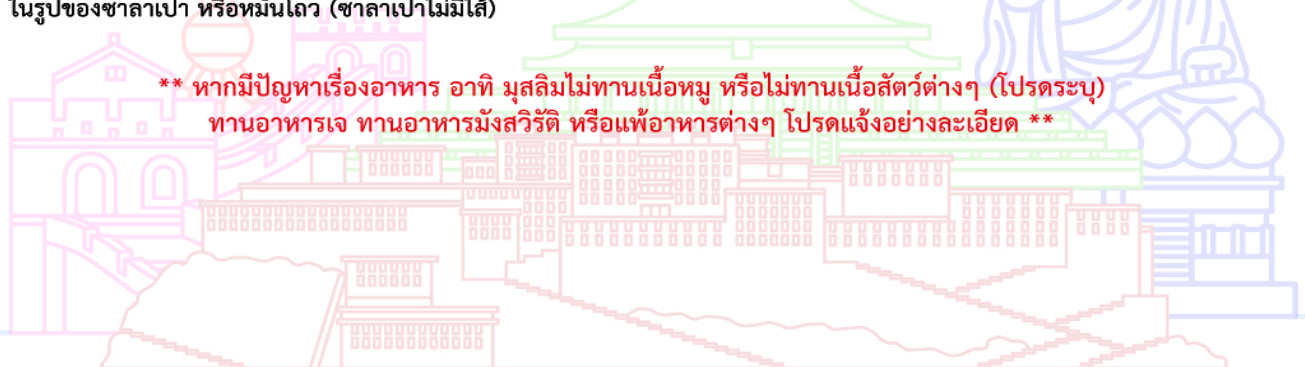 ในรูปของซาลาเปา หรือหมั่นโถว (ซาลาเปาไม่มีไส้)
** หากมีปัญหาเรื่องอาหาร อาทิ มุสลิมไม่ทานเนื้อหมู หรือไม่ทานเนื้อสัตว์ต่างๆ (โปรดระบุ)
ทานอาหารเจ ทานอาหารมังสวิรัติ หรือแพ้อาหารต่างๆ โปรดแจ้งอย่างละเอียด **